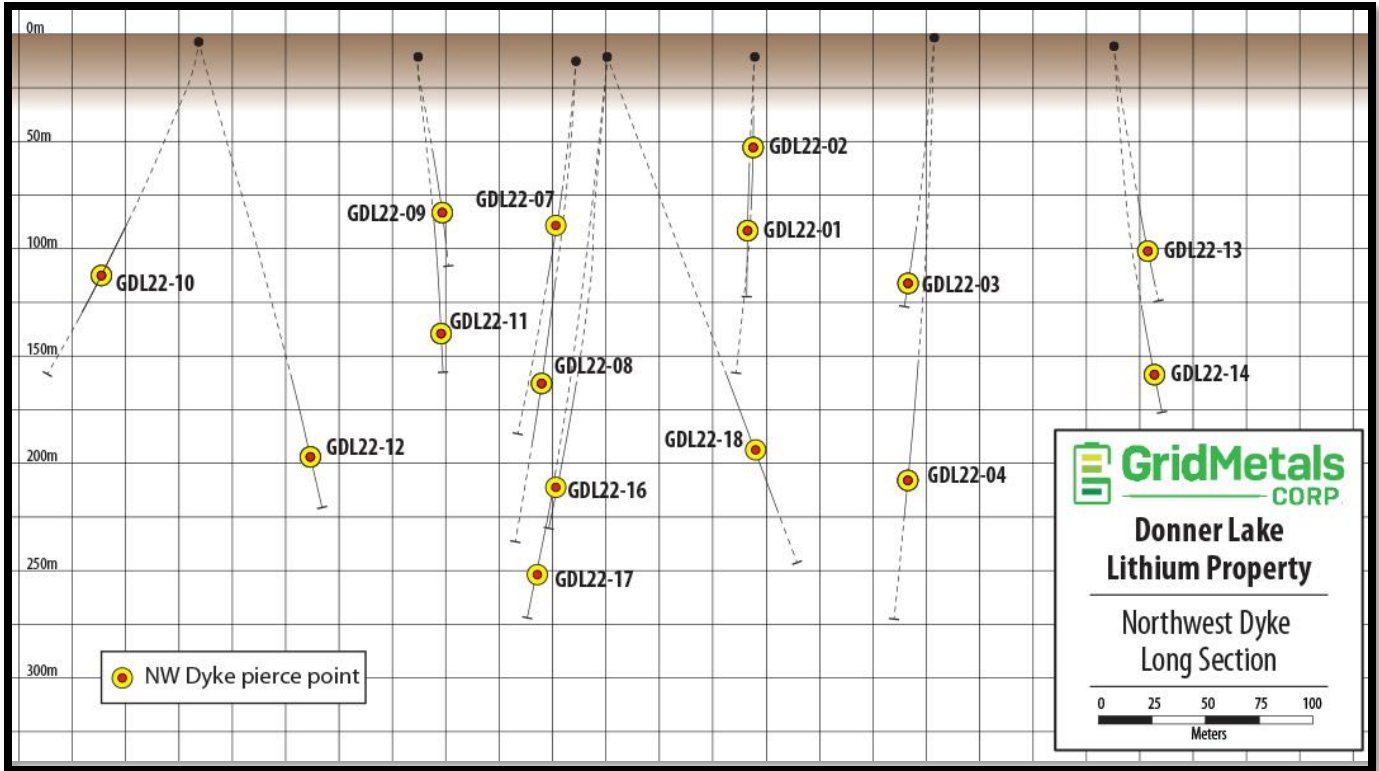 0m
50m
GDL22-02
GDL22-07
GDL22-09
GDL22-01
100m
GDL22-13
GDL22-10
GDL22-03
GDL22-11
150m
GDL22-08
GDL22-14
GDL22-18
GDL22-12
200m
GDL22-04
GDL22-16
250m
GDL22-17
300m
NW Dyke pierce point
GridMetals
CORP.
Donner Lake
Lithium Property
Northwest Dyke
Long Section
0 25 50 75 100
Meters